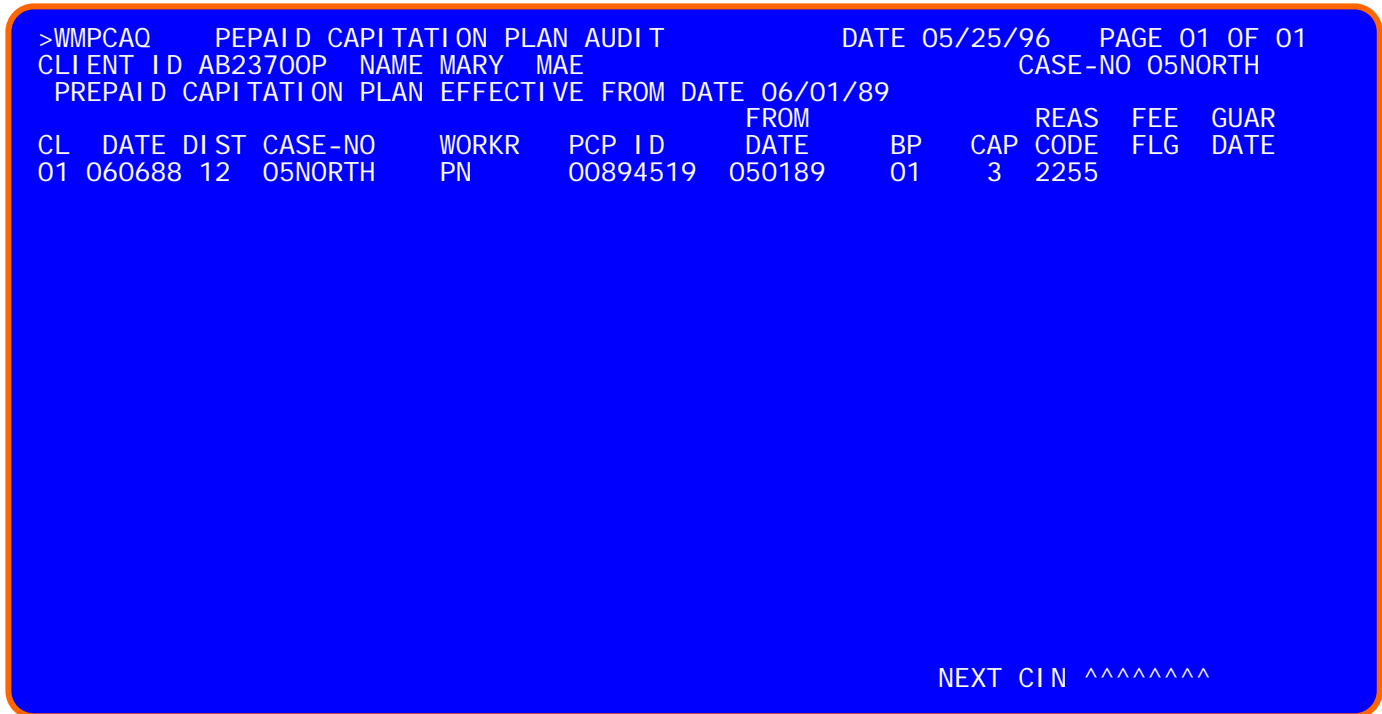 >WMPCAQ PEPAID CAPITATION PLAN AUDIT DATE 05/25/96 PAGE 01 OF 01
CLIENT ID AB23700P NAME MARY MAE CASE-NO 05NORTH
PREPAID CAPITATION PLAN EFFECTIVE FROM DATE 06/01/89
FROM REAS FEE GUAR
CL DATE DIST CASE-NO WORKR PCP ID DATE BP CAP CODE FLG DATE
01 060688 12 05NORTH PN 00894519 050189 01 3 2255
NEXT CIN ^^^^^^^^